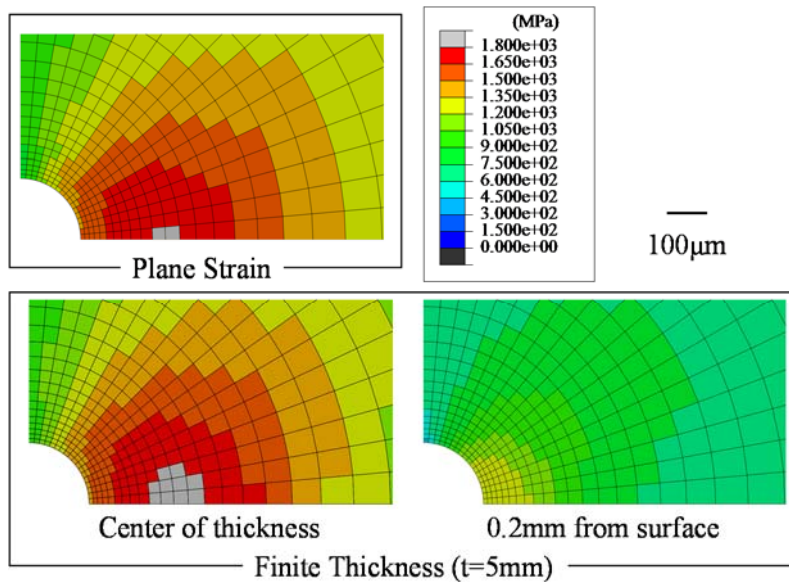 (MPa)
1.800e+03
1.650e+03
1.500e+03
1.350e+03
1.200e+03
1.050e+03
9.000e+02
7.500e+02
6.000e+02
4.500e+02
3.000e+02
1.500e+02
0.000e+00
100μm
Plane Strain
Center of thickness
0.2mm from surface
Finite Thickness (t=5mm)